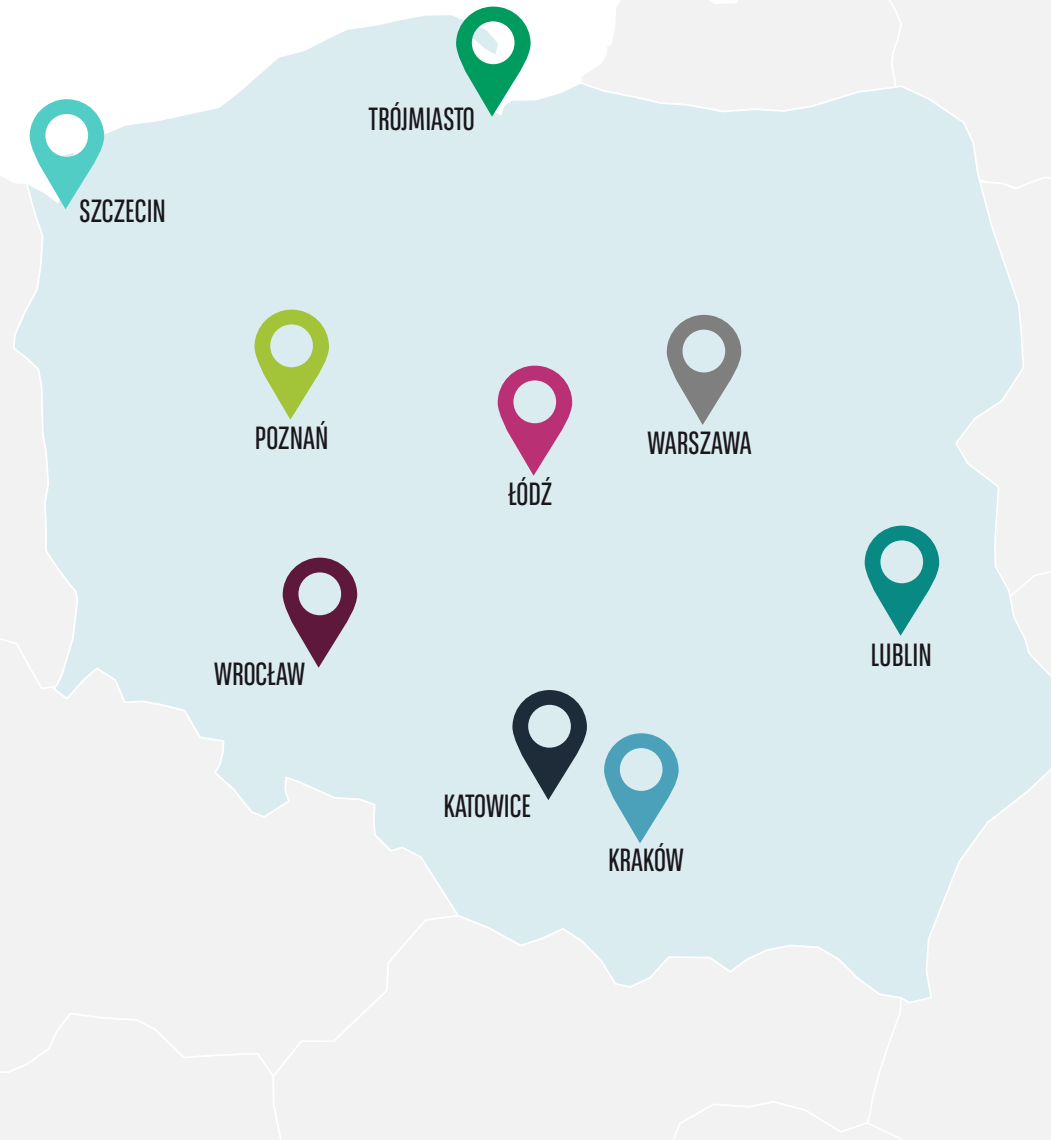 TRÓJMIASTO
SZCZECIN
POZNAŃ
WARSZAWA
ŁÓDŹ
LUBLIN
WROCŁAW
KATOWICE
KRAKÓW